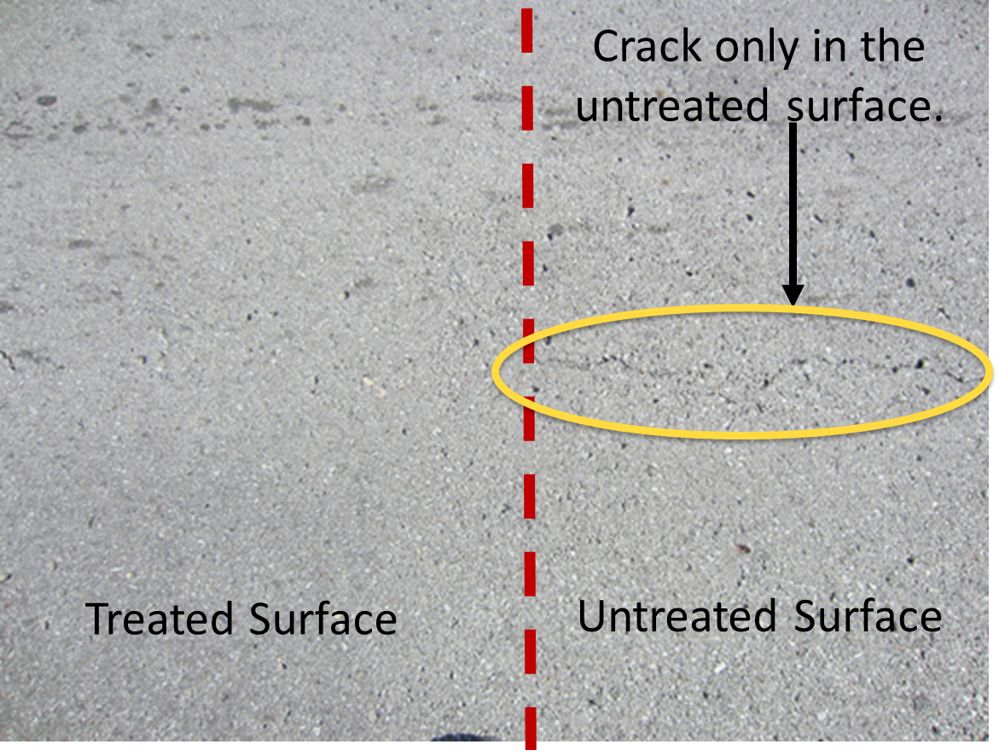 Crack only in the
untreated surface.
Treated Surface
Untreated Surface